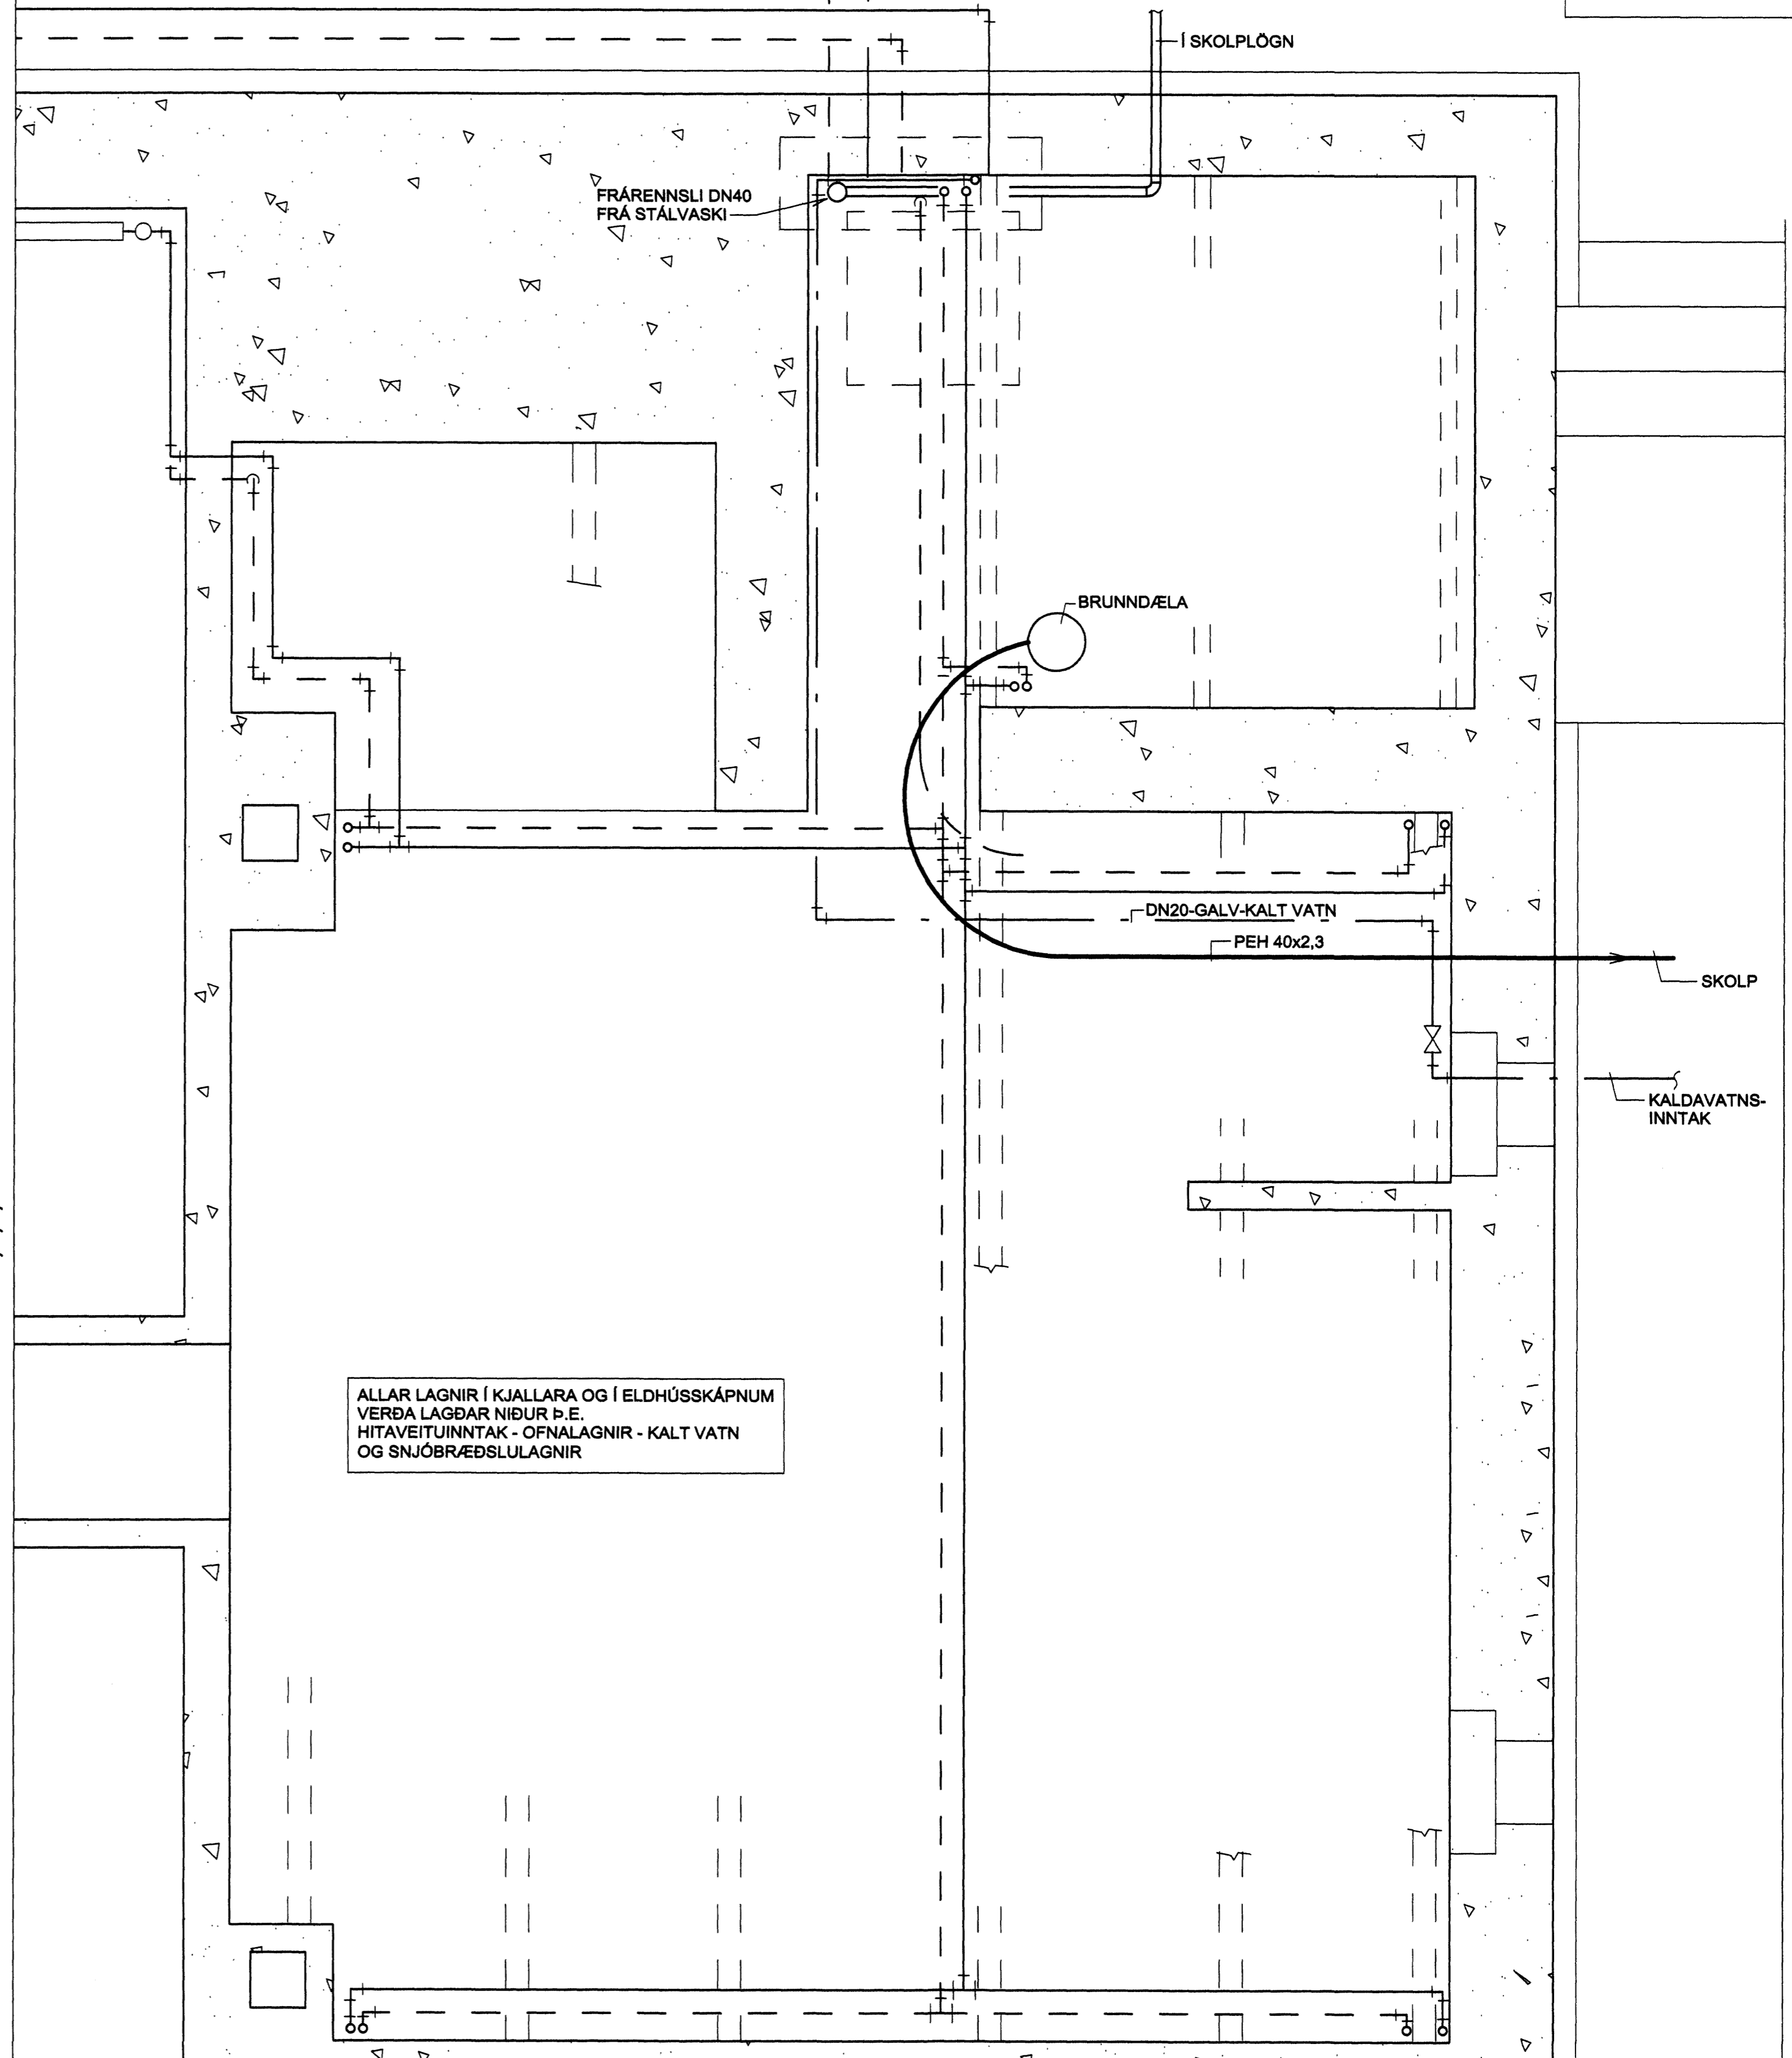 Í SKOLPLÖGN
FRÁRENNSLI DN40
FRÁ STÁLVASKI
BRUNNDÆLA
DN20-GALV-KALT VATN
PEH 40x2,3
SKOLP
KALDAVATNS-
INNTAK
ALLAR LAGNIR Í KJALLARA OG Í ELDHÚSSKÁPNUM
VERÐA LAGÐAR NIÐUR Þ.E.
HITAVEITUINNTAK - OFNALAGNIR - KALT VATN
OG SNJÓBRÆÐSLULAGNIR